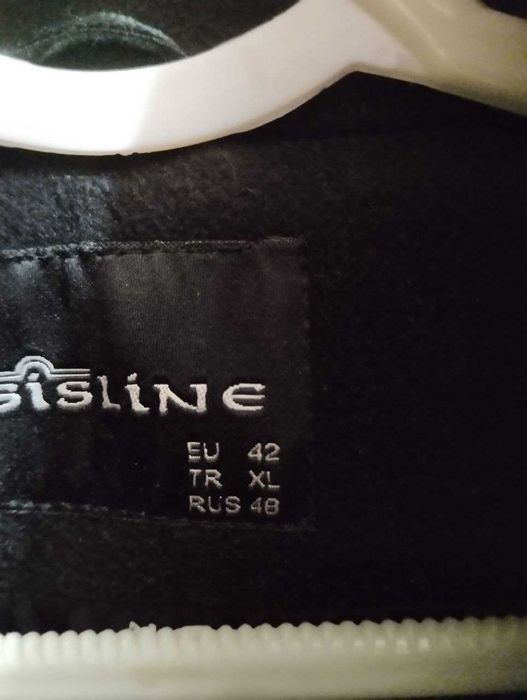 sisLiNE
EU 42
TR XL
RUS 48